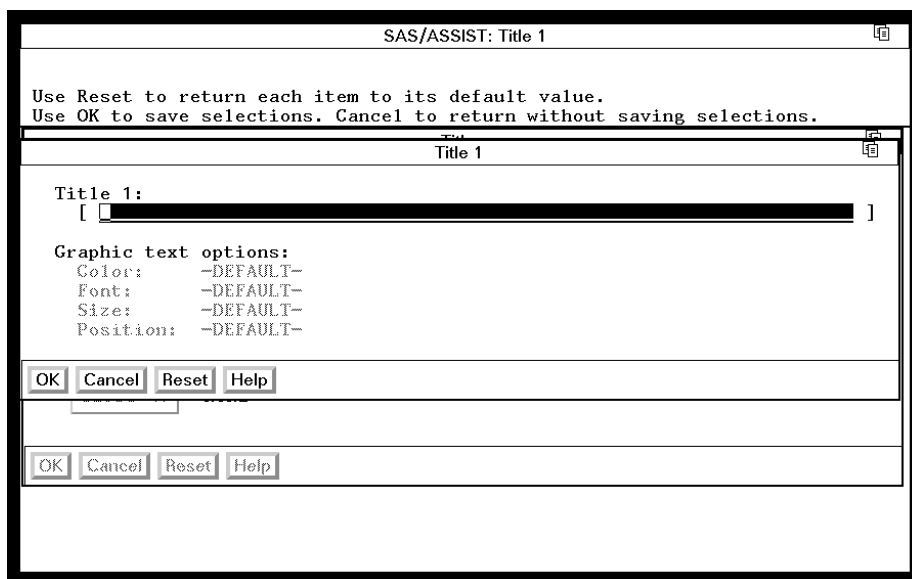 SAS/ASSIST: Title 1
Use Reset to return each item to its default value.
Use OK to save selections. Cancel to return without saving selections.
Title 1
Title 1:
[ _ ]
Graphic text options:
Color: -DEFAULT-
Font: -DEFAULT-
Size: -DEFAULT-
Position: -DEFAULT-
OK Cancel Reset Help
OK Cancel Reset Help